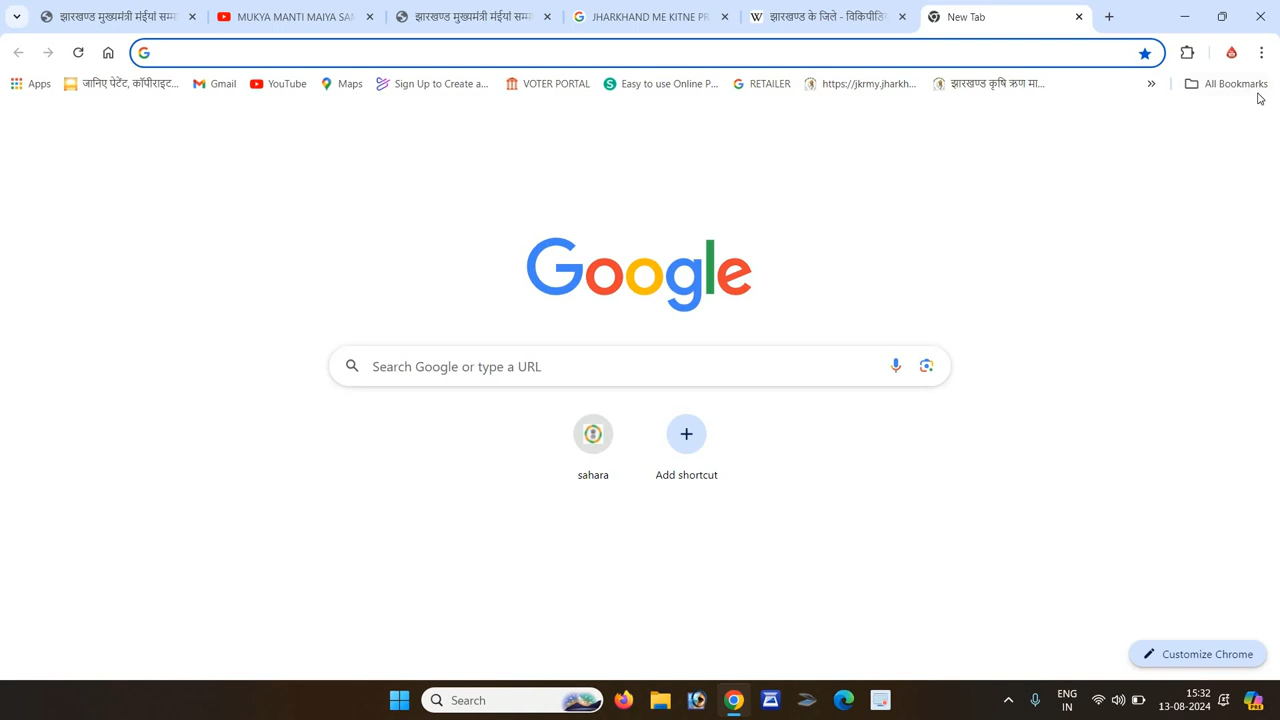 झारखण्ड मुख्यमंत्री मंईयां सम्म
MUKYA MANTI MAIYA SAM
झारखण्ड मुख्यमंत्री मंईयां सम्म
JHARKHAND ME KITNE PR
झारखण्ड के जिले - विकिपीडि
New Tab
Apps
जानिए पेटेंट, कॉपीराइट...
Gmail
YouTube
Maps
Sign Up to Create a...
VOTER PORTAL
Easy to use Online P...
RETAILER
https://jkrmy.jharkh...
झारखण्ड कृषि ऋण मा...
All Bookmarks
Google
Search Google or type a URL
sahara
Add shortcut
Customize Chrome
Search
ENG
IN
15:32
13-08-2024